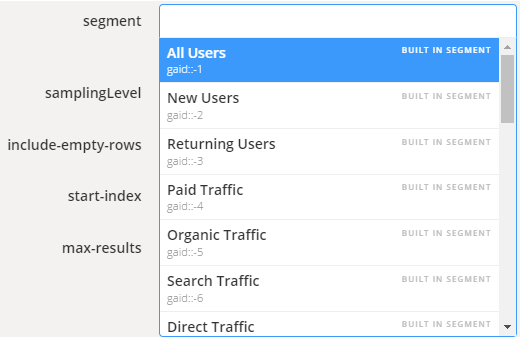 segment
All Users BUILT IN SEGMENT
gaid::-1
samplingLevel
New Users BUILT IN SEGMENT
gaid::-2
include-empty-rows
Returning Users BUILT IN SEGMENT
gaid::-3
start-index
Paid Traffic BUILT IN SEGMENT
gaid::-4
max-results
Organic Traffic BUILT IN SEGMENT
gaid::-5
Search Traffic BUILT IN SEGMENT
gaid::-6
Direct Traffic BUILT IN SEGMENT